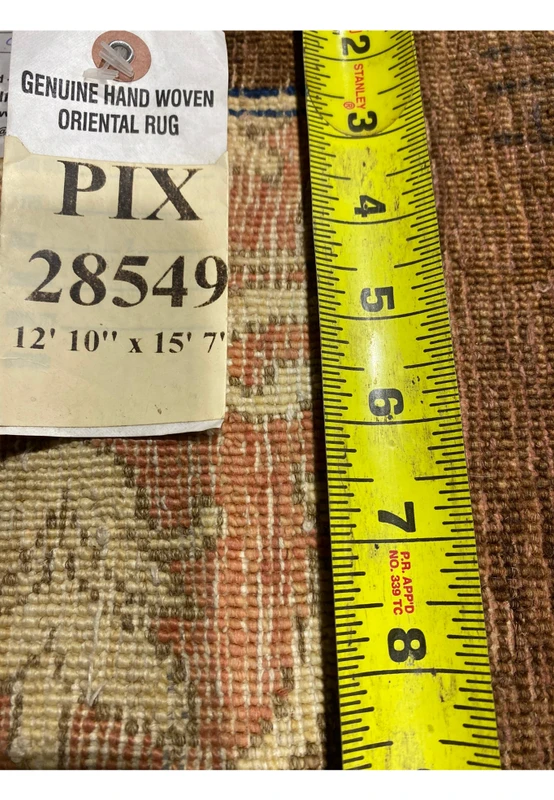 GENUINE HAND WOVEN
ORIENTAL RUG
PIX
28549
12' 10" x 15' 7'
2
STANLEY
®
3
4
5
6
7
P.R. APP'D
NO. 339 TC
8